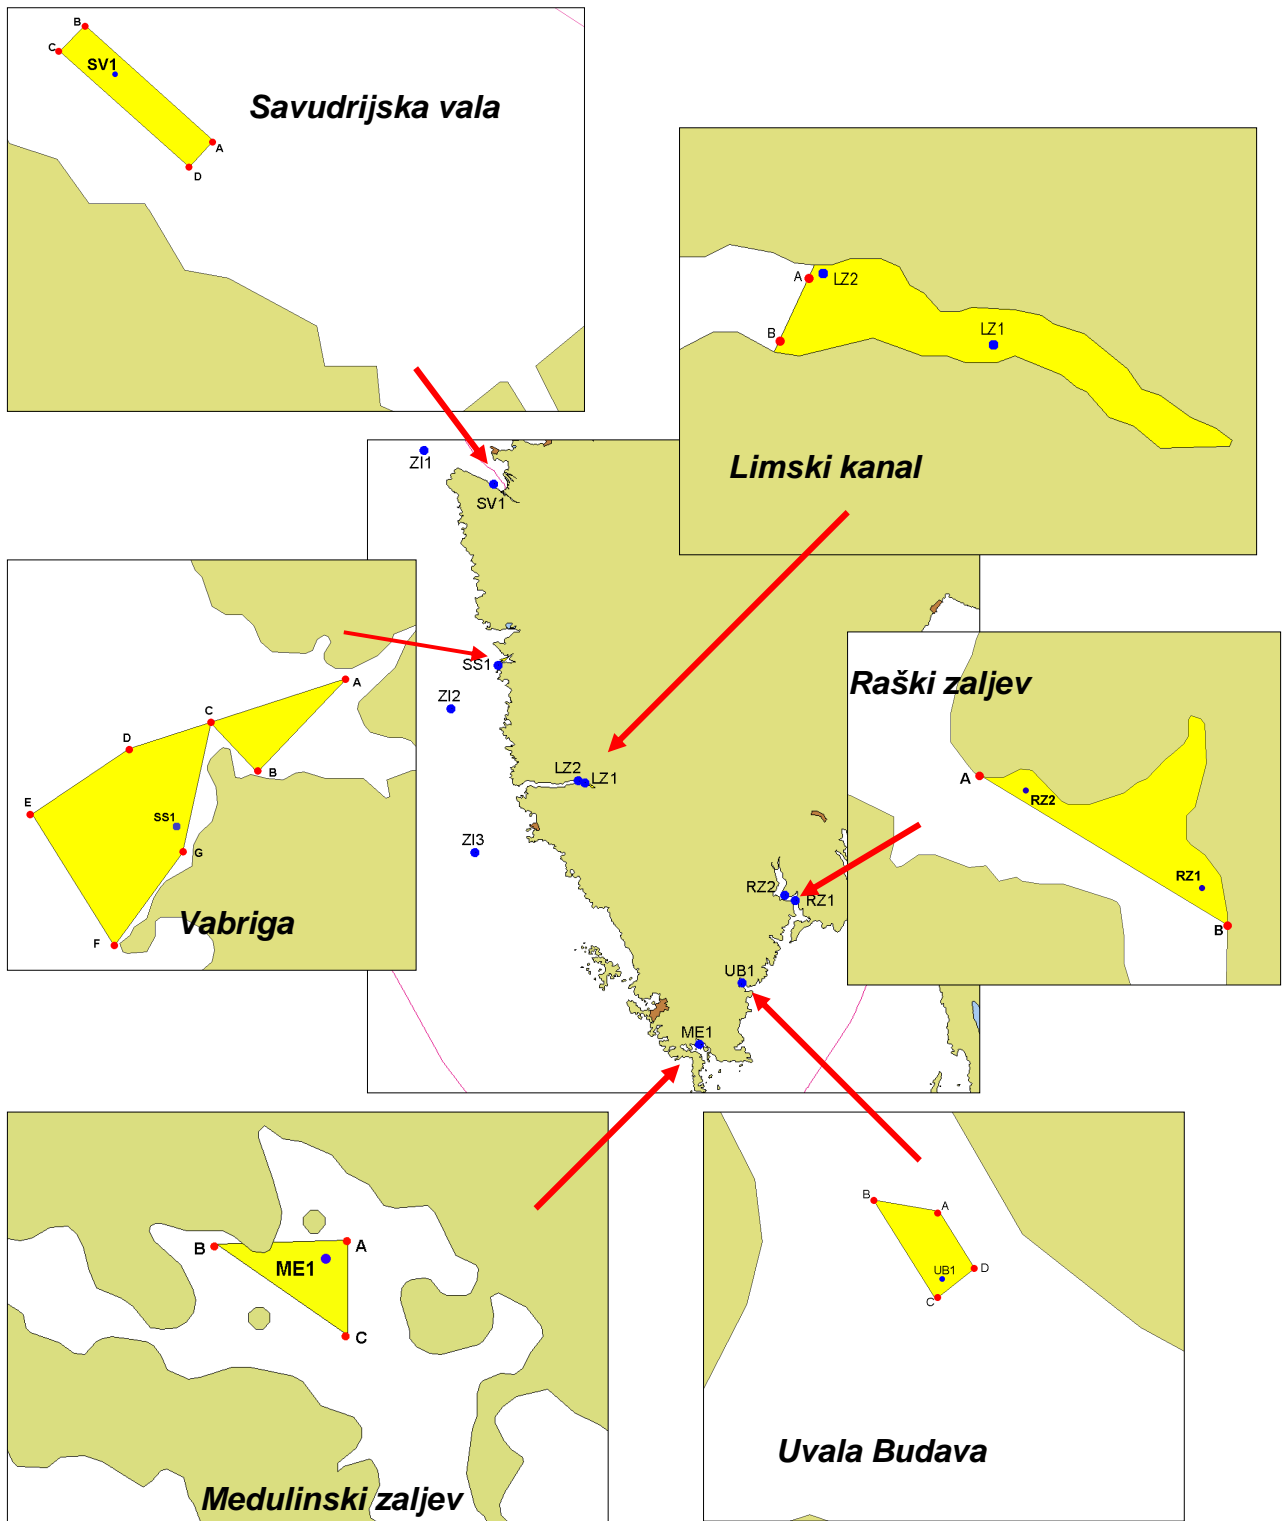 B
C
SV1
Savudrijska vala
A
D
A
LZ2
B
LZ1
Limski kanal
ZI1
SV1
SS1
ZI2
LZ2
LZ1
ZI3
RZ2
RZ1
UB1
ME1
A
C
D
B
E
SS1
G
F
Vabriga
Raški zaljev
A
RZ2
RZ1
B
B
A
ME1
C
Medulinski zaljev
B
A
D
UB1
C
Uvala Budava